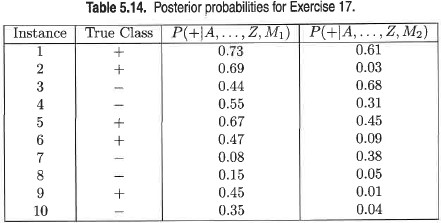 Table 5.14. Posterior probabilities for Exercise 17.
Instance True Class P(+|A, . . . , Z, M₁) P(+|A, . . . , Z, M₂)
1 + 0.73 0.61
2 + 0.69 0.03
3 − 0.44 0.68
4 − 0.55 0.31
5 + 0.67 0.45
6 + 0.47 0.09
7 − 0.08 0.38
8 − 0.15 0.05
9 + 0.45 0.01
10 − 0.35 0.04